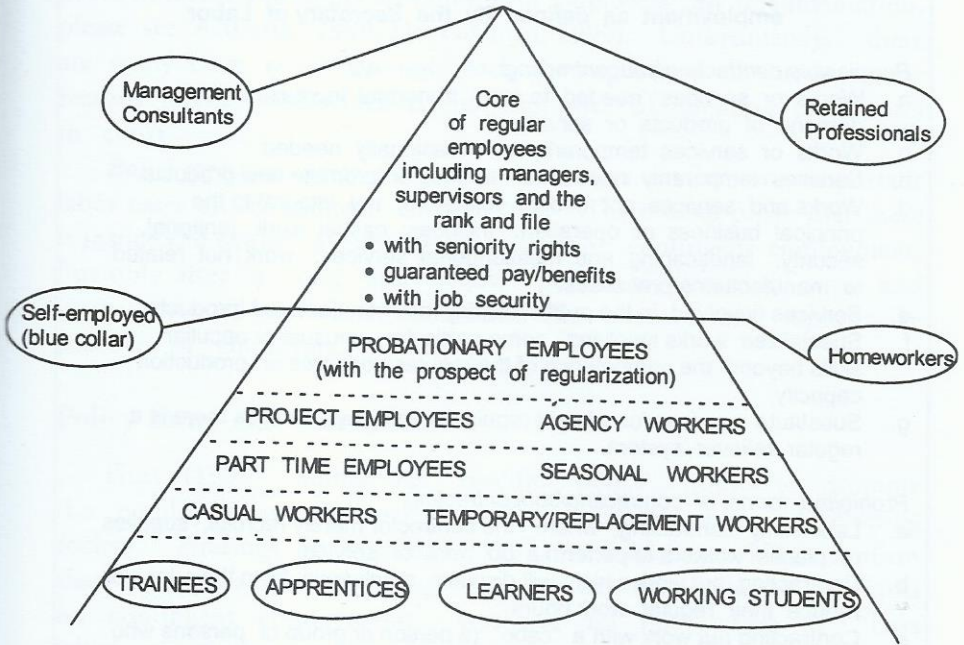 Management
Consultants
Core
of regular
employees
including managers,
supervisors and the
rank and file
• with seniority rights
• guaranteed pay/benefits
• with job security
Retained
Professionals
Self-employed
(blue collar)
Homeworkers
PROBATIONARY EMPLOYEES
(with the prospect of regularization)
PROJECT EMPLOYEES AGENCY WORKERS
PART TIME EMPLOYEES SEASONAL WORKERS
CASUAL WORKERS TEMPORARY/REPLACEMENT WORKERS
TRAINEES APPRENTICES LEARNERS WORKING STUDENTS